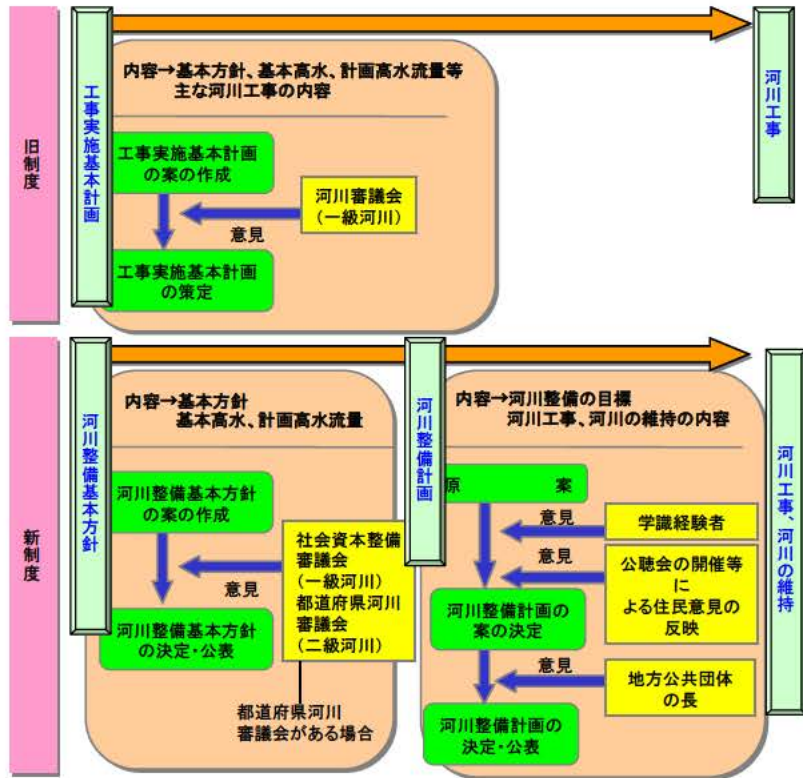 旧制度
工事実施基本計画
内容→基本方針、基本高水、計画高水流量等
主な河川工事の内容
工事実施基本計画
の案の作成
河川審議会
(一級河川)
意見
工事実施基本計画
の策定
河川工事
新制度
河川整備基本方針
内容→基本方針
基本高水、計画高水流量
河川整備基本方針
の案の作成
社会資本整備
審議会
(一級河川)
都道府県河川
審議会
(二級河川)
意見
河川整備基本方針
の決定・公表
都道府県河川
審議会がある場合
河川整備計画
内容→河川整備の目標
河川工事、河川の維持の内容
原 案
意見
学識経験者
意見
公聴会の開催等
に
よる住民意見の
反映
河川整備計画の
案の決定
意見
地方公共団体
の長
河川整備計画の
決定・公表
河川工事、河川の維持